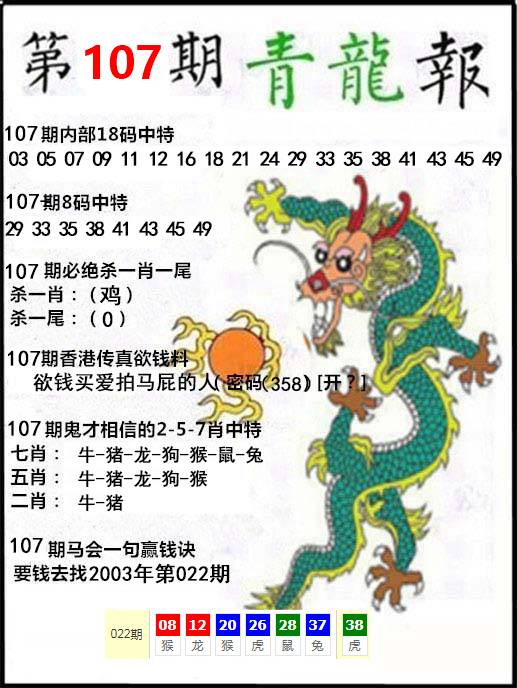 第107期青龍報
107期内部18码中特
03 05 07 09 11 12 16 18 21 24 29 33 35 38 41 43 45 49
107期8码中特
29 33 35 38 41 43 45 49
107期必绝杀一肖一尾
杀一肖：（鸡）
杀一尾：（0）
107期香港传真欲钱料
欲钱买爱拍马屁的人(密码(358)[开？]
107期鬼才相信的2-5-7肖中特
七肖： 牛-猪-龙-狗-猴-鼠-兔
五肖： 牛-猪-龙-狗-猴
二肖： 牛-猪
107期马会一句赢钱诀
要钱去找2003年第022期
022期 08 12 20 26 28 37 38
猴 龙 猴 虎 鼠 兔 虎